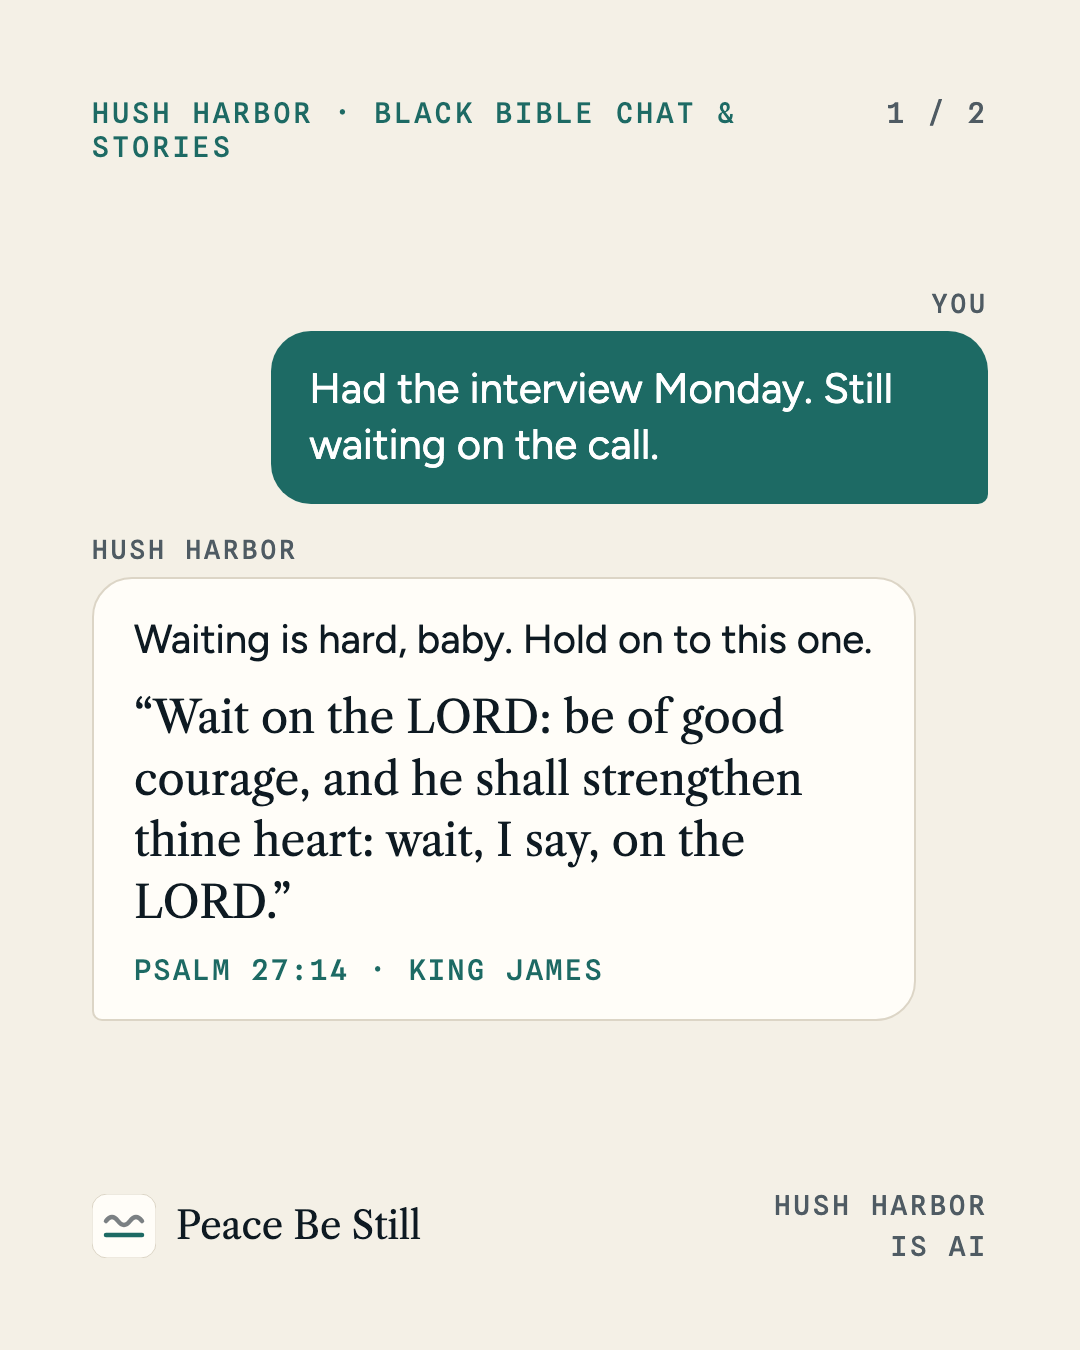 HUSH HARBOR · BLACK BIBLE CHAT &
STORIES
1 / 2
YOU
Had the interview Monday. Still
waiting on the call.
HUSH HARBOR
Waiting is hard, baby. Hold on to this one.
“Wait on the LORD: be of good
courage, and he shall strengthen
thine heart: wait, I say, on the
LORD.”
PSALM 27:14 · KING JAMES
Peace Be Still
HUSH HARBOR
IS AI